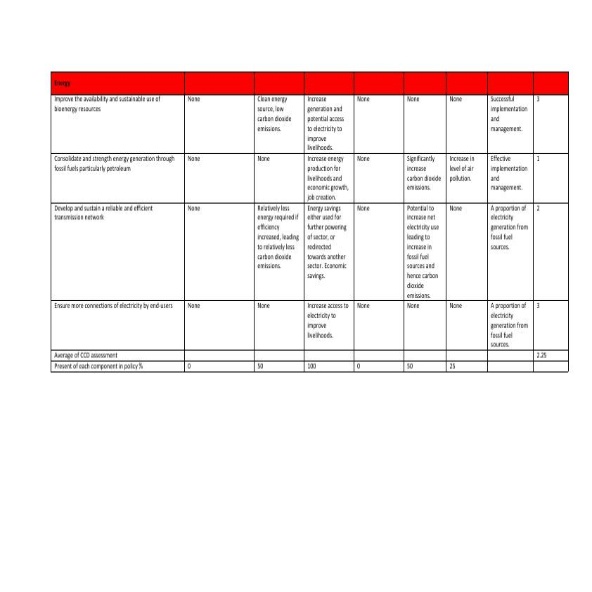 Energy
Improve the availability and sustainable use of
bioenergy resources
None
Clean energy
source, low
carbon dioxide
emissions.
Increase
generation and
potential access
to electricity to
improve
livelihoods.
None
None
None
Successful
implementation
and
management.
3
Consolidate and strength energy generation through
fossil fuels particularly petroleum
None
None
Increase energy
production for
livelihoods and
economic growth,
job creation.
None
Significantly
increase
carbon dioxide
emissions.
Increase in
level of air
pollution.
Effective
implementation
and
management.
1
Develop and sustain a reliable and efficient
transmission network
None
Relatively less
energy required if
efficiency
increased, leading
to relatively less
carbon dioxide
emissions.
Energy savings
either used for
further powering
of sector, or
redirected
towards another
sector. Economic
savings.
None
Potential to
increase net
electricity use
leading to
increase in
fossil fuel
sources and
hence carbon
dioxide
emissions.
None
A proportion of
electricity
generation from
fossil fuel
sources.
2
Ensure more connections of electricity by end-users
None
None
Increase access to
electricity to
improve
livelihoods.
None
None
None
A proportion of
electricity
generation from
fossil fuel
sources.
3
Average of CCD assessment
2.25
Present of each component in policy %
0
50
100
0
50
25